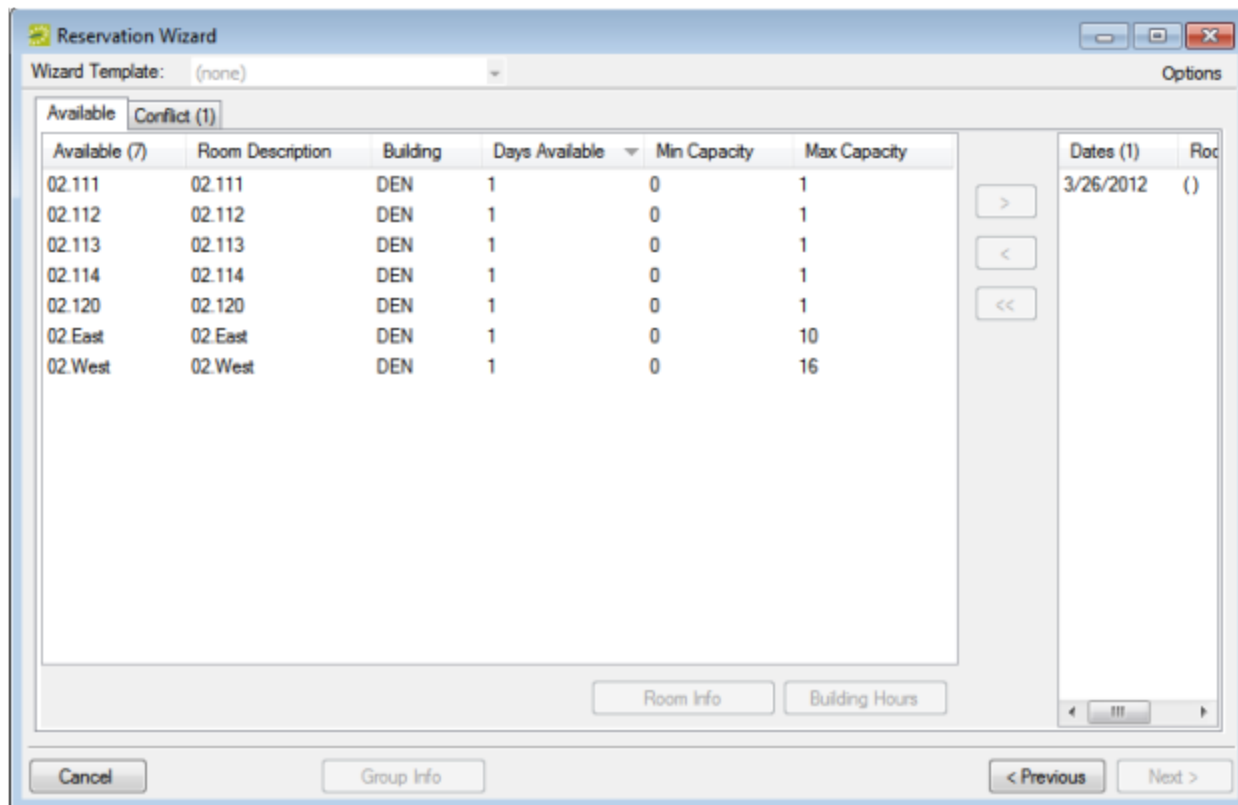 Reservation Wizard
Wizard Template: (none) Options
Available Conflict (1)
Available (7) Room Description Building Days Available Min Capacity Max Capacity Dates (1) Roo
02.111 02.111 DEN 1 0 1 3/26/2012 ()
02.112 02.112 DEN 1 0 1 >
02.113 02.113 DEN 1 0 1 <
02.114 02.114 DEN 1 0 1
02.120 02.120 DEN 1 0 1 <<
02.East 02.East DEN 1 0 10
02.West 02.West DEN 1 0 16
Room Info Building Hours
Cancel Group Info < Previous Next >